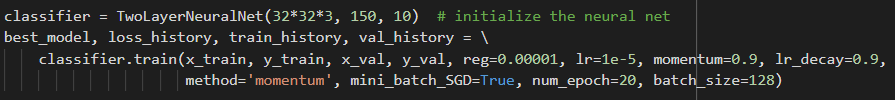 classifier = TwoLayerNeuralNet(32*32*3, 150, 10)  # initialize the neural net
best_model, loss_history, train_history, val_history = \
    classifier.train(x_train, y_train, x_val, y_val, reg=0.00001, lr=1e-5, momentum=0.9, lr_decay=0.9,
                     method='momentum', mini_batch_SGD=True, num_epoch=20, batch_size=128)